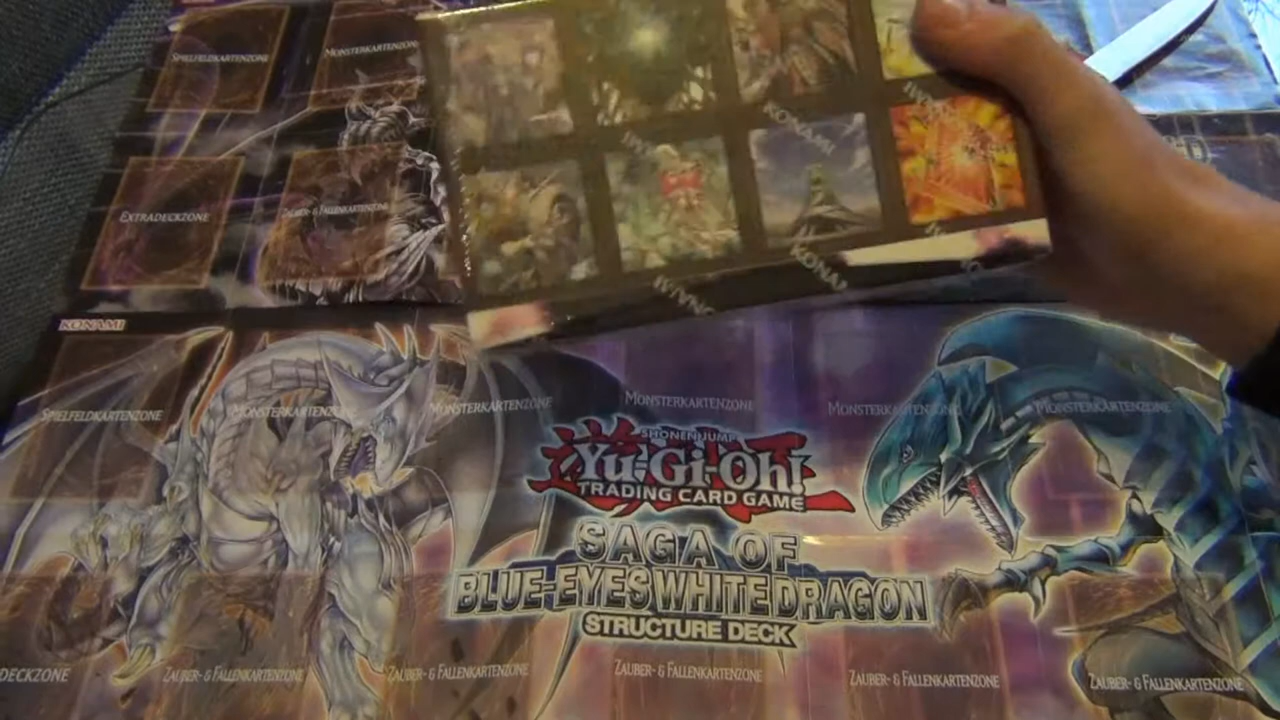 SPIELFELDKARTENZONE
MONSTERKARTENZON
EXTRADECKZONE
ZAUBER- & FALLENKARTENZONE
KONAMI
KONAMI
KONAMI
SPIELFELDKARTENZONE
MONSTERKARTENZONE
MONSTERKARTENZONE
MONSTERKARTENZONE
MONSTERKARTENZONE
MONSTERKARTENZONE
SHONEN JUMP
Yu-Gi-Oh!
TRADING CARD GAME
SAGA OF
BLUE-EYES WHITE DRAGON
STRUCTURE DECK
DECKZONE
ZAUBER- & FALLENKARTENZONE
ZAUBER- & FALLENKARTENZONE
ZAUBER- & FALLENKARTENZONE
ZAUBER- & FALLENKARTENZONE
ZAUBER- & FALLENKARTENZONE